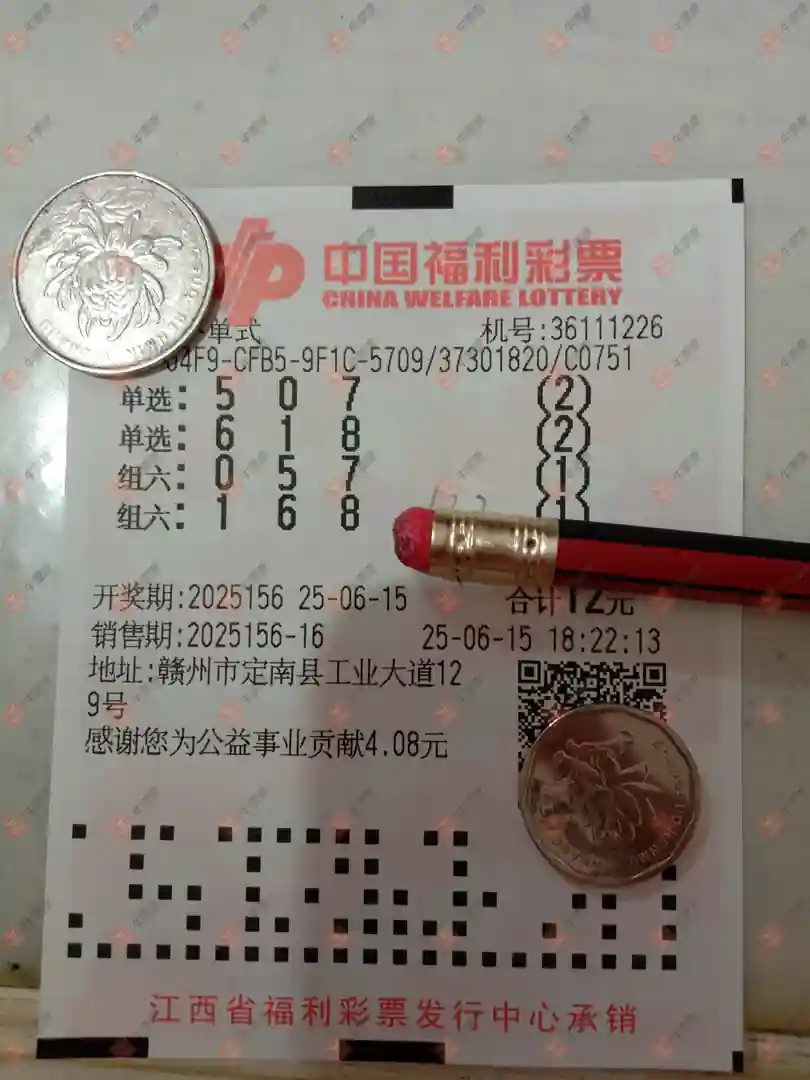 中国福利彩票
CHINA WELFARE LOTTERY
单式 机号:36111226
04F9-CFB5-9F1C-5709/37301820/C0751
单选: 5 0 7 (2)
单选: 6 1 8 (2)
组六: 0 5 7 (1)
组六: 1 6 8 (1)
开奖期:2025156 25-06-15 合计12元
销售期:2025156-16 25-06-15 18:22:13
地址:赣州市定南县工业大道12
9号
感谢您为公益事业贡献4.08元
江西省福利彩票发行中心承销